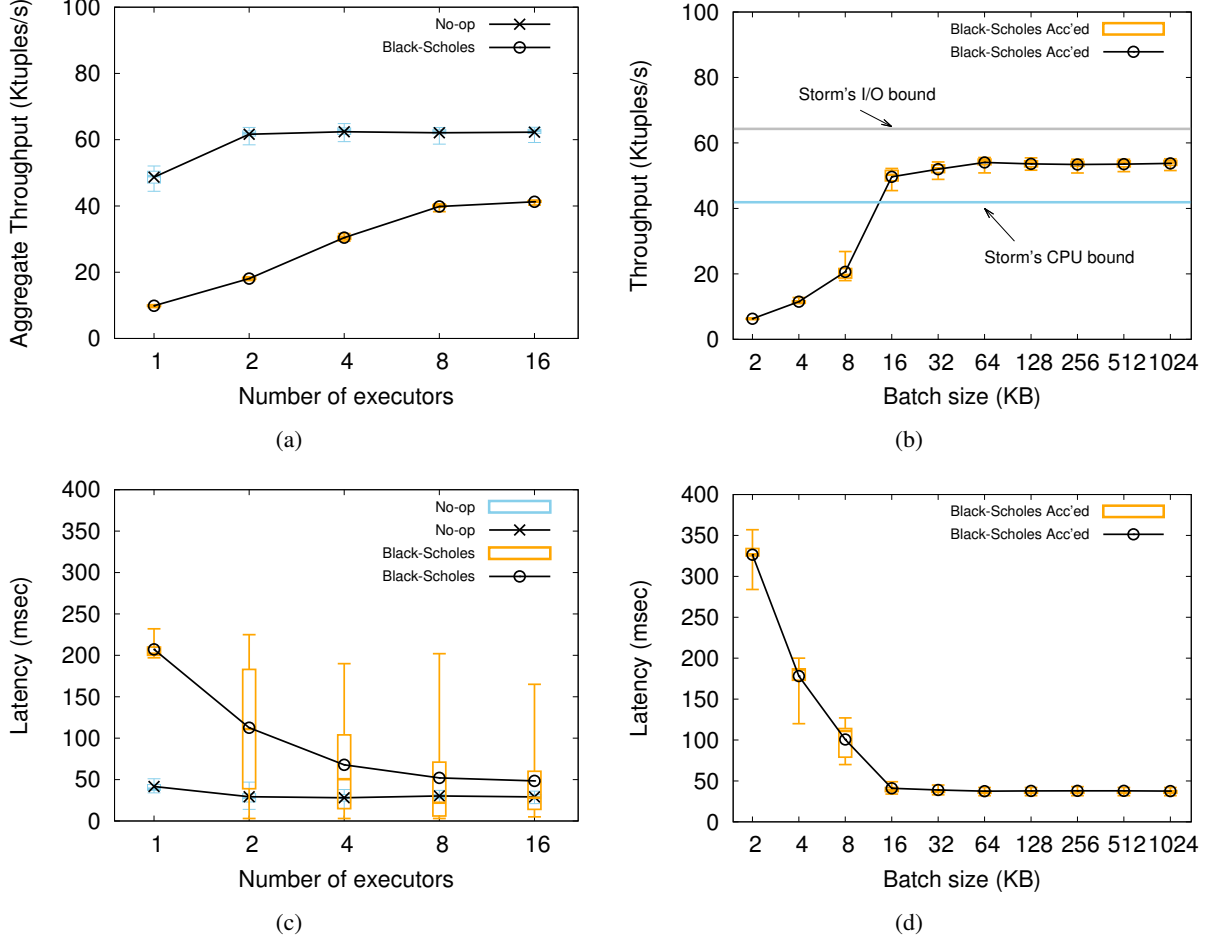 No-op
Black-Scholes
Aggregate Throughput (Ktuples/s)
100
80
60
40
20
0
1 2 4 8 16
Number of executors
(a)
Black-Scholes Acc'ed
Black-Scholes Acc'ed
Storm's I/O bound
Storm's CPU bound
Throughput (Ktuples/s)
100
80
60
40
20
0
2 4 8 16 32 64 128 256 512 1024
Batch size (KB)
(b)
No-op
No-op
Black-Scholes
Black-Scholes
Latency (msec)
400
350
300
250
200
150
100
50
0
1 2 4 8 16
Number of executors
(c)
Black-Scholes Acc'ed
Black-Scholes Acc'ed
Latency (msec)
400
350
300
250
200
150
100
50
0
2 4 8 16 32 64 128 256 512 1024
Batch size (KB)
(d)